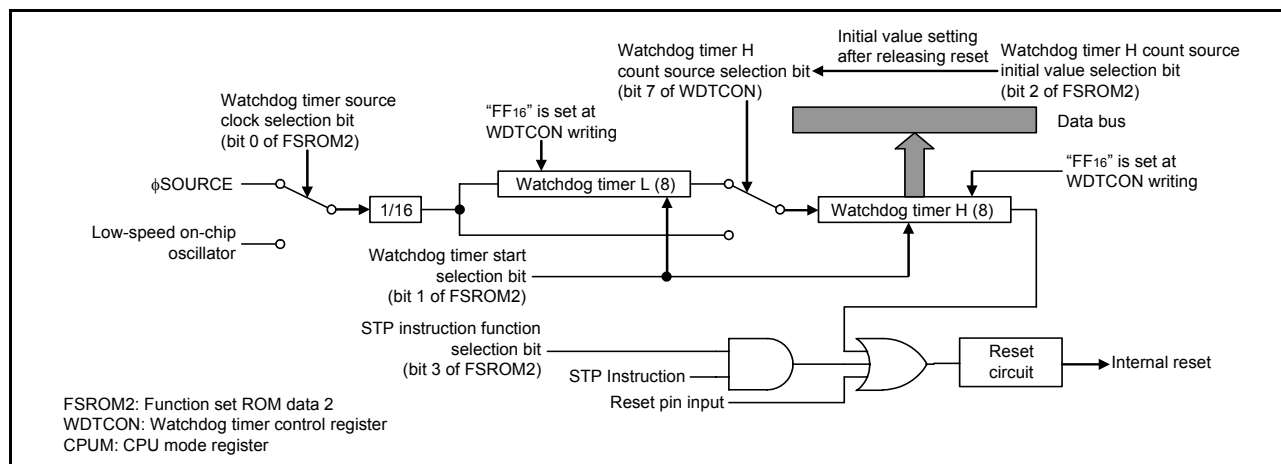 Initial value setting
after releasing reset
Watchdog timer H
count source selection bit
(bit 7 of WDTCON)
Watchdog timer H count source
initial value selection bit
(bit 2 of FSROM2)
Watchdog timer source
clock selection bit
(bit 0 of FSROM2)
“FF16” is set at
WDTCON writing
Data bus
“FF16” is set at
WDTCON writing
φSOURCE
1/16
Watchdog timer L (8)
Watchdog timer H (8)
Low-speed on-chip
oscillator
Watchdog timer start
selection bit
(bit 1 of FSROM2)
STP instruction function
selection bit
(bit 3 of FSROM2)
STP Instruction
Reset pin input
Reset
circuit
Internal reset
FSROM2: Function set ROM data 2
WDTCON: Watchdog timer control register
CPUM: CPU mode register